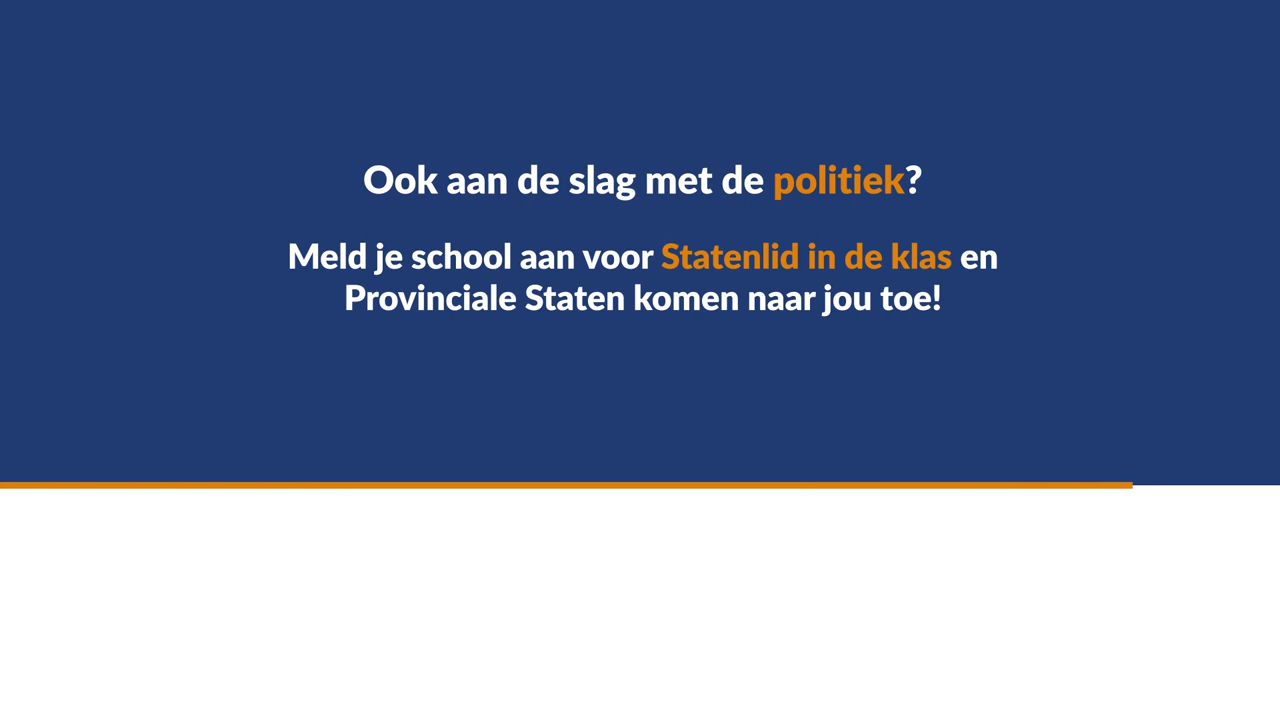 Ook aan de slag met de politiek?
Meld je school aan voor Statenlid in de klas en
Provinciale Staten komen naar jou toe!